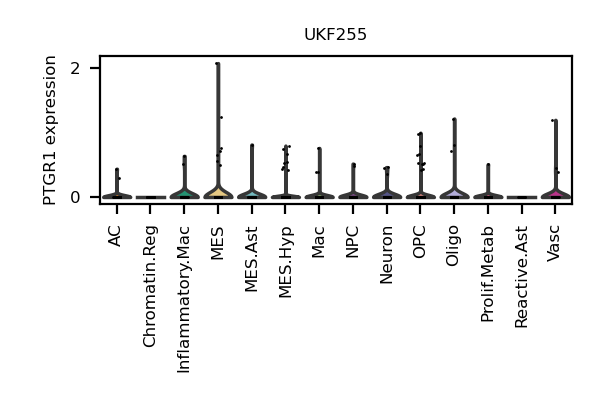 UKF255
PTGR1 expression
2
0
AC
Chromatin.Reg
Inflammatory.Mac
MES
MES.Ast
MES.Hyp
Mac
NPC
Neuron
OPC
Oligo
Prolif.Metab
Reactive.Ast
Vasc